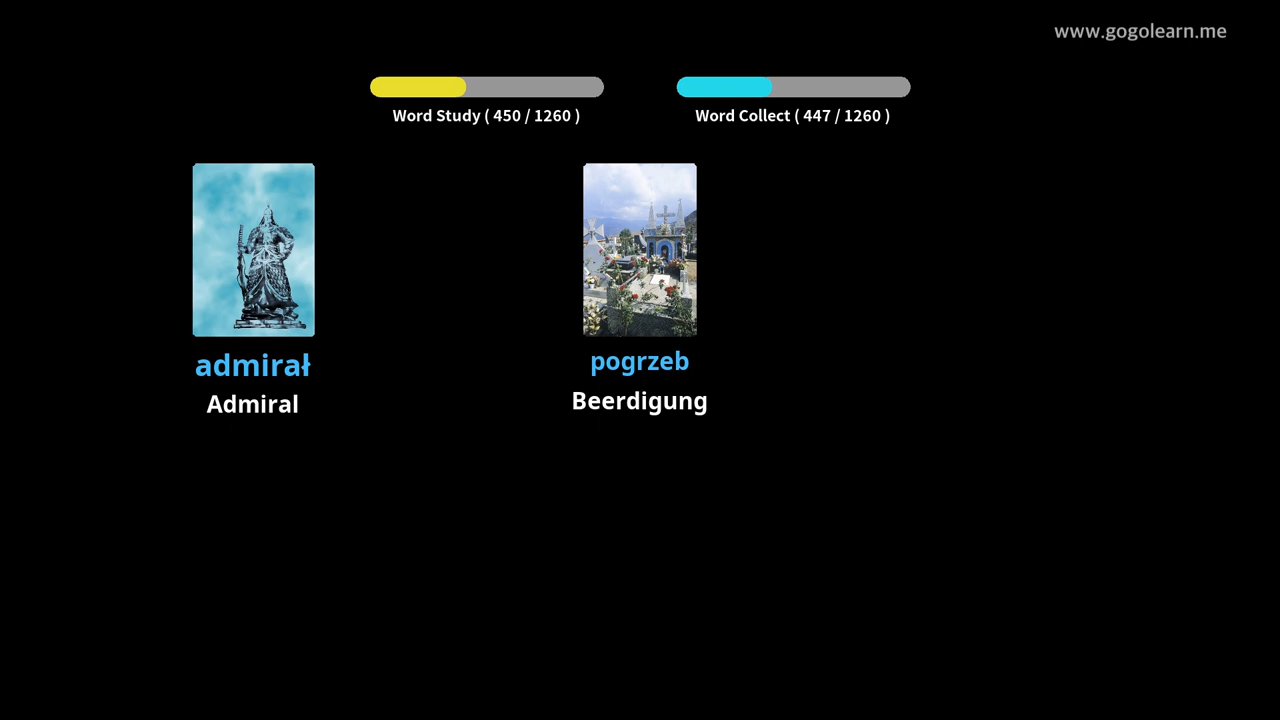 www.gogolearn.me
Word Study ( 450 / 1260 )
Word Collect ( 447 / 1260 )
admirał
Admiral
pogrzeb
Beerdigung